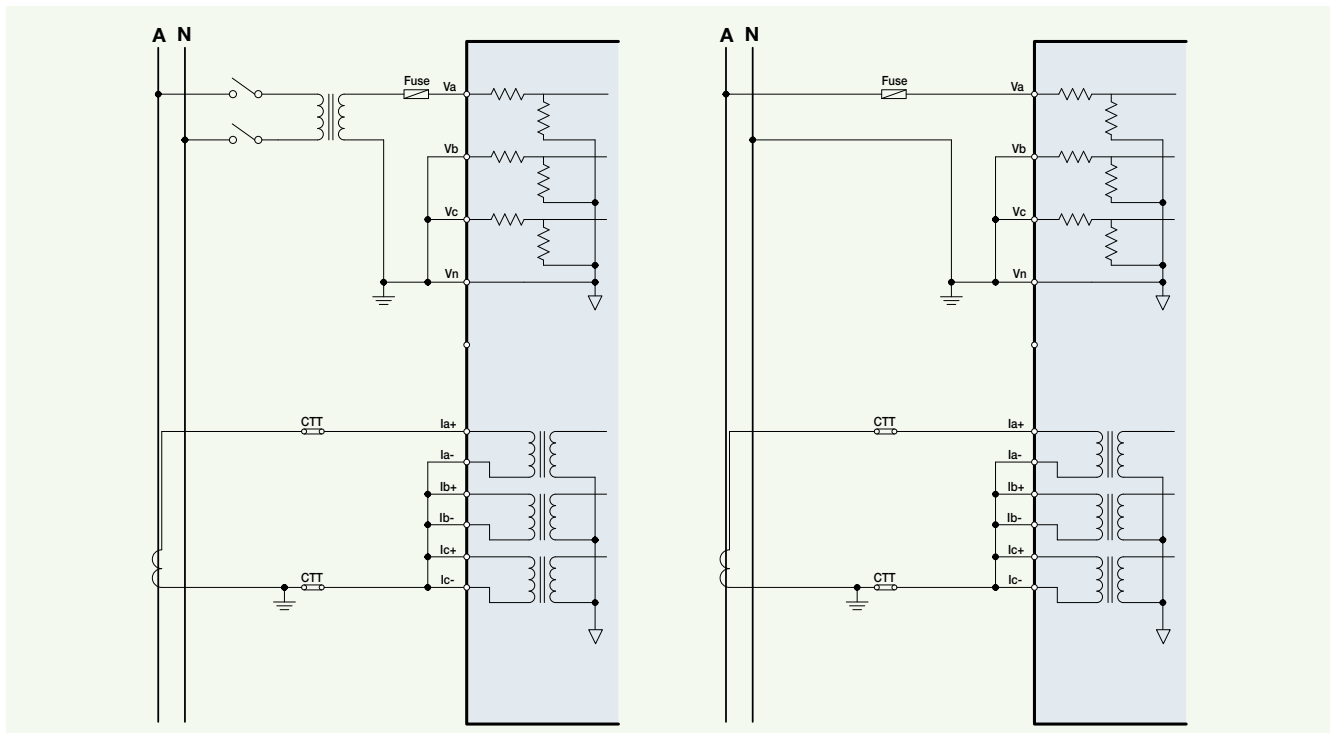 A N
Fuse
Va
Vb
Vc
Vn
CTT
Ia+
Ia-
Ib+
Ib-
Ic+
CTT
Ic-
A N
Fuse
Va
Vb
Vc
Vn
CTT
Ia+
Ia-
Ib+
Ib-
Ic+
CTT
Ic-